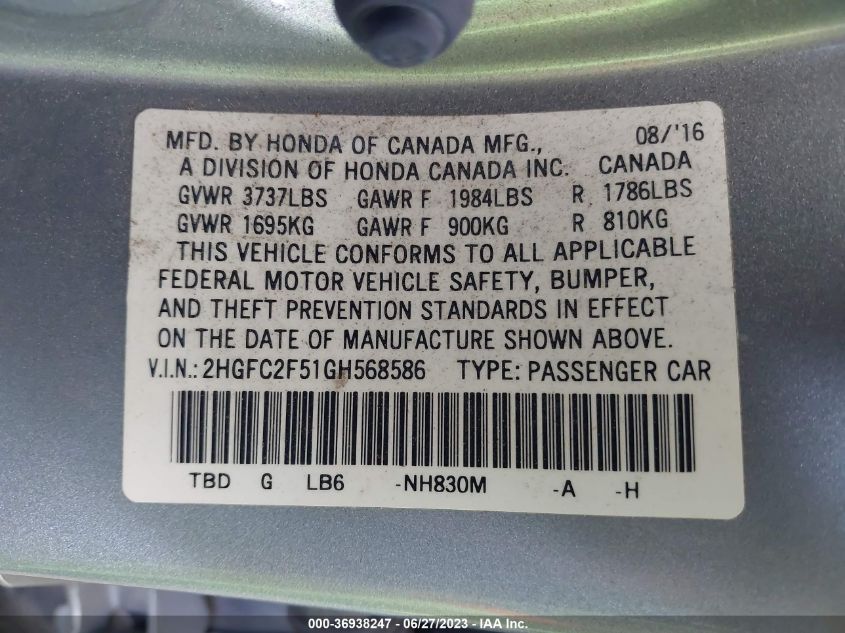 MFD. BY HONDA OF CANADA MFG., 08/'16
A DIVISION OF HONDA CANADA INC. CANADA
GVWR 3737LBS GAWR F 1984LBS R 1786LBS
GVWR 1695KG GAWR F 900KG R 810KG
THIS VEHICLE CONFORMS TO ALL APPLICABLE
FEDERAL MOTOR VEHICLE SAFETY, BUMPER,
AND THEFT PREVENTION STANDARDS IN EFFECT
ON THE DATE OF MANUFACTURE SHOWN ABOVE.
V.I.N.: 2HGFC2F51GH568586 TYPE: PASSENGER CAR
TBD G LB6 -NH830M -A -H
000-36938247 - 06/27/2023 - IAA Inc.